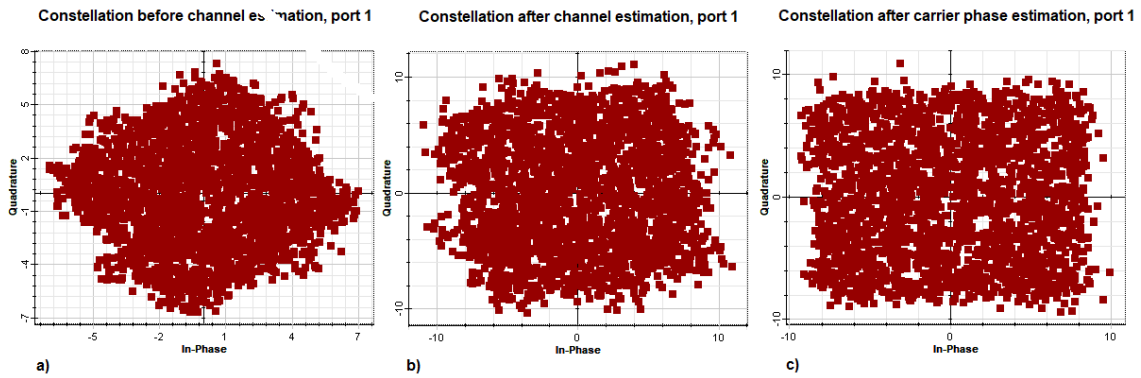 Constellation before channel es imation, port 1
8
5
2
-1
-4
-7
Quadrature
-5
-2
1
4
7
In-Phase
a)
Constellation after channel estimation, port 1
10
0
-10
Quadrature
-10
0
10
In-Phase
b)
Constellation after carrier phase estimation, port 1
10
0
-10
Quadrature
-10
0
10
In-Phase
c)